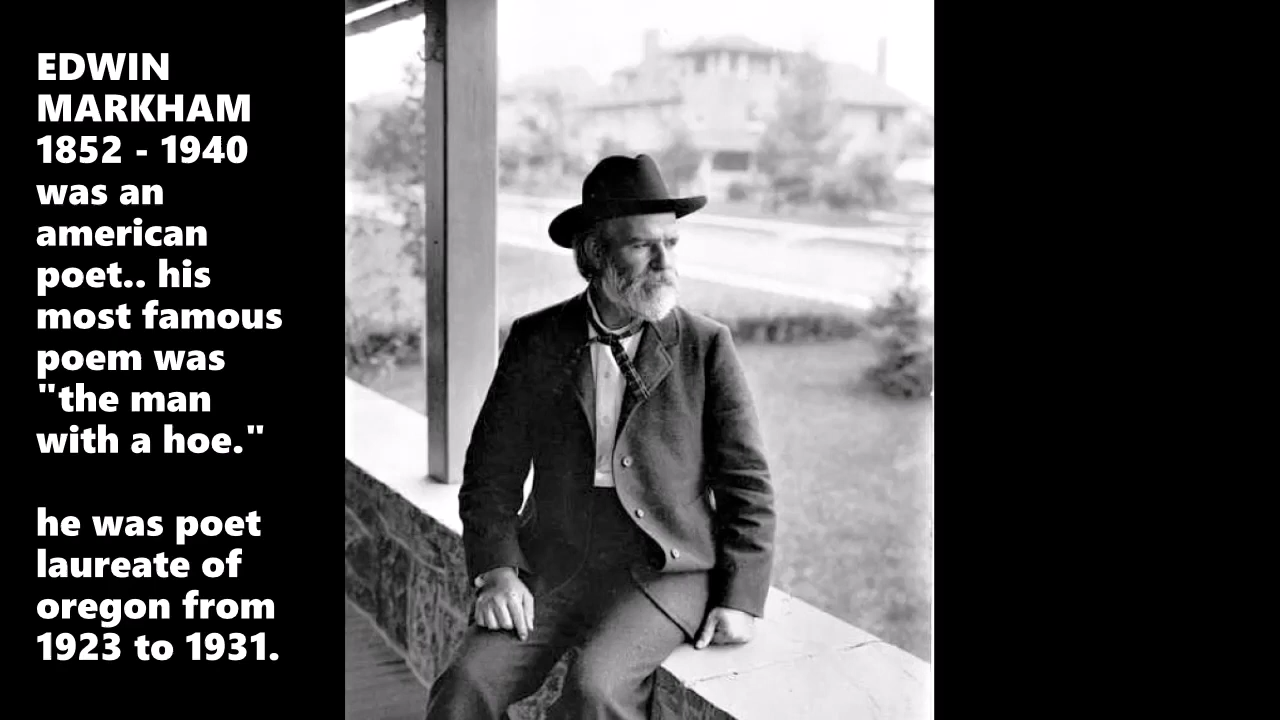 EDWIN
MARKHAM
1852 - 1940
was an
american
poet.. his
most famous
poem was
"the man
with a hoe."
he was poet
laureate of
oregon from
1923 to 1931.